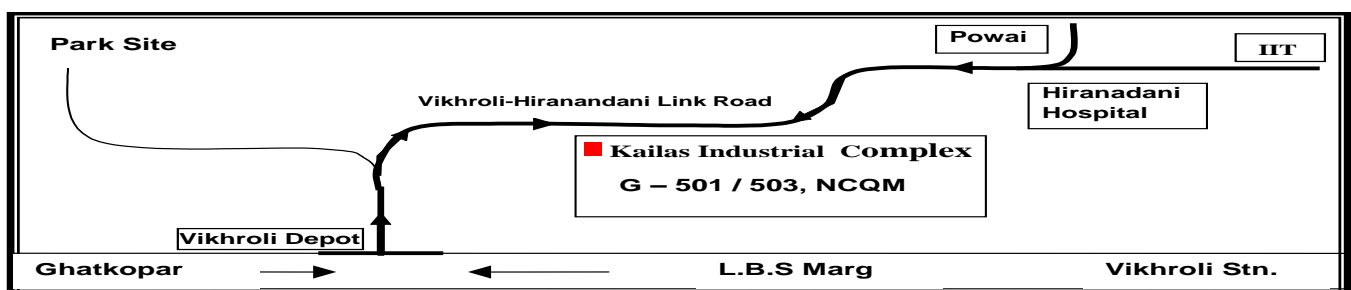 Park Site
Powai
IIT
Hiranadani
Hospital
Vikhroli-Hiranandani Link Road
Kailas Industrial Complex
G – 501 / 503, NCQM
Vikhroli Depot
Ghatkopar
L.B.S Marg
Vikhroli Stn.